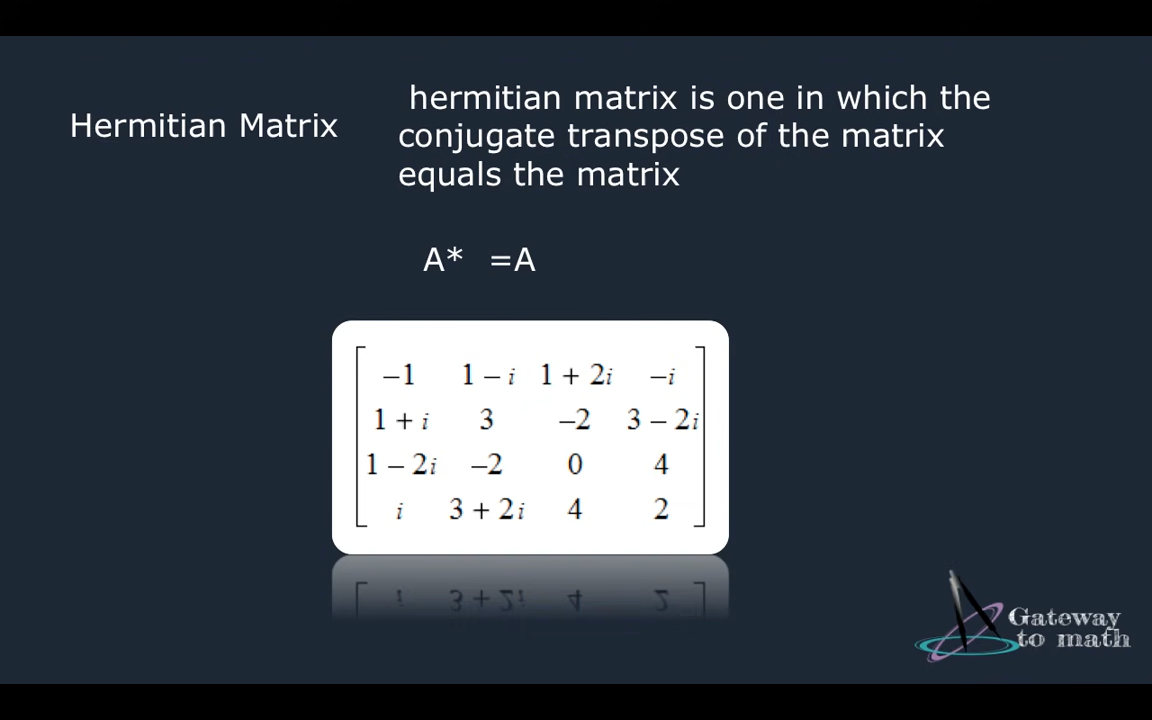 Hermitian Matrix
hermitian matrix is one in which the
conjugate transpose of the matrix
equals the matrix
A* =A
−1 1 − i 1 + 2i −i
1 + i 3 −2 3 − 2i
1 − 2i −2 0 4
i 3 + 2i 4 2
Gateway
to math